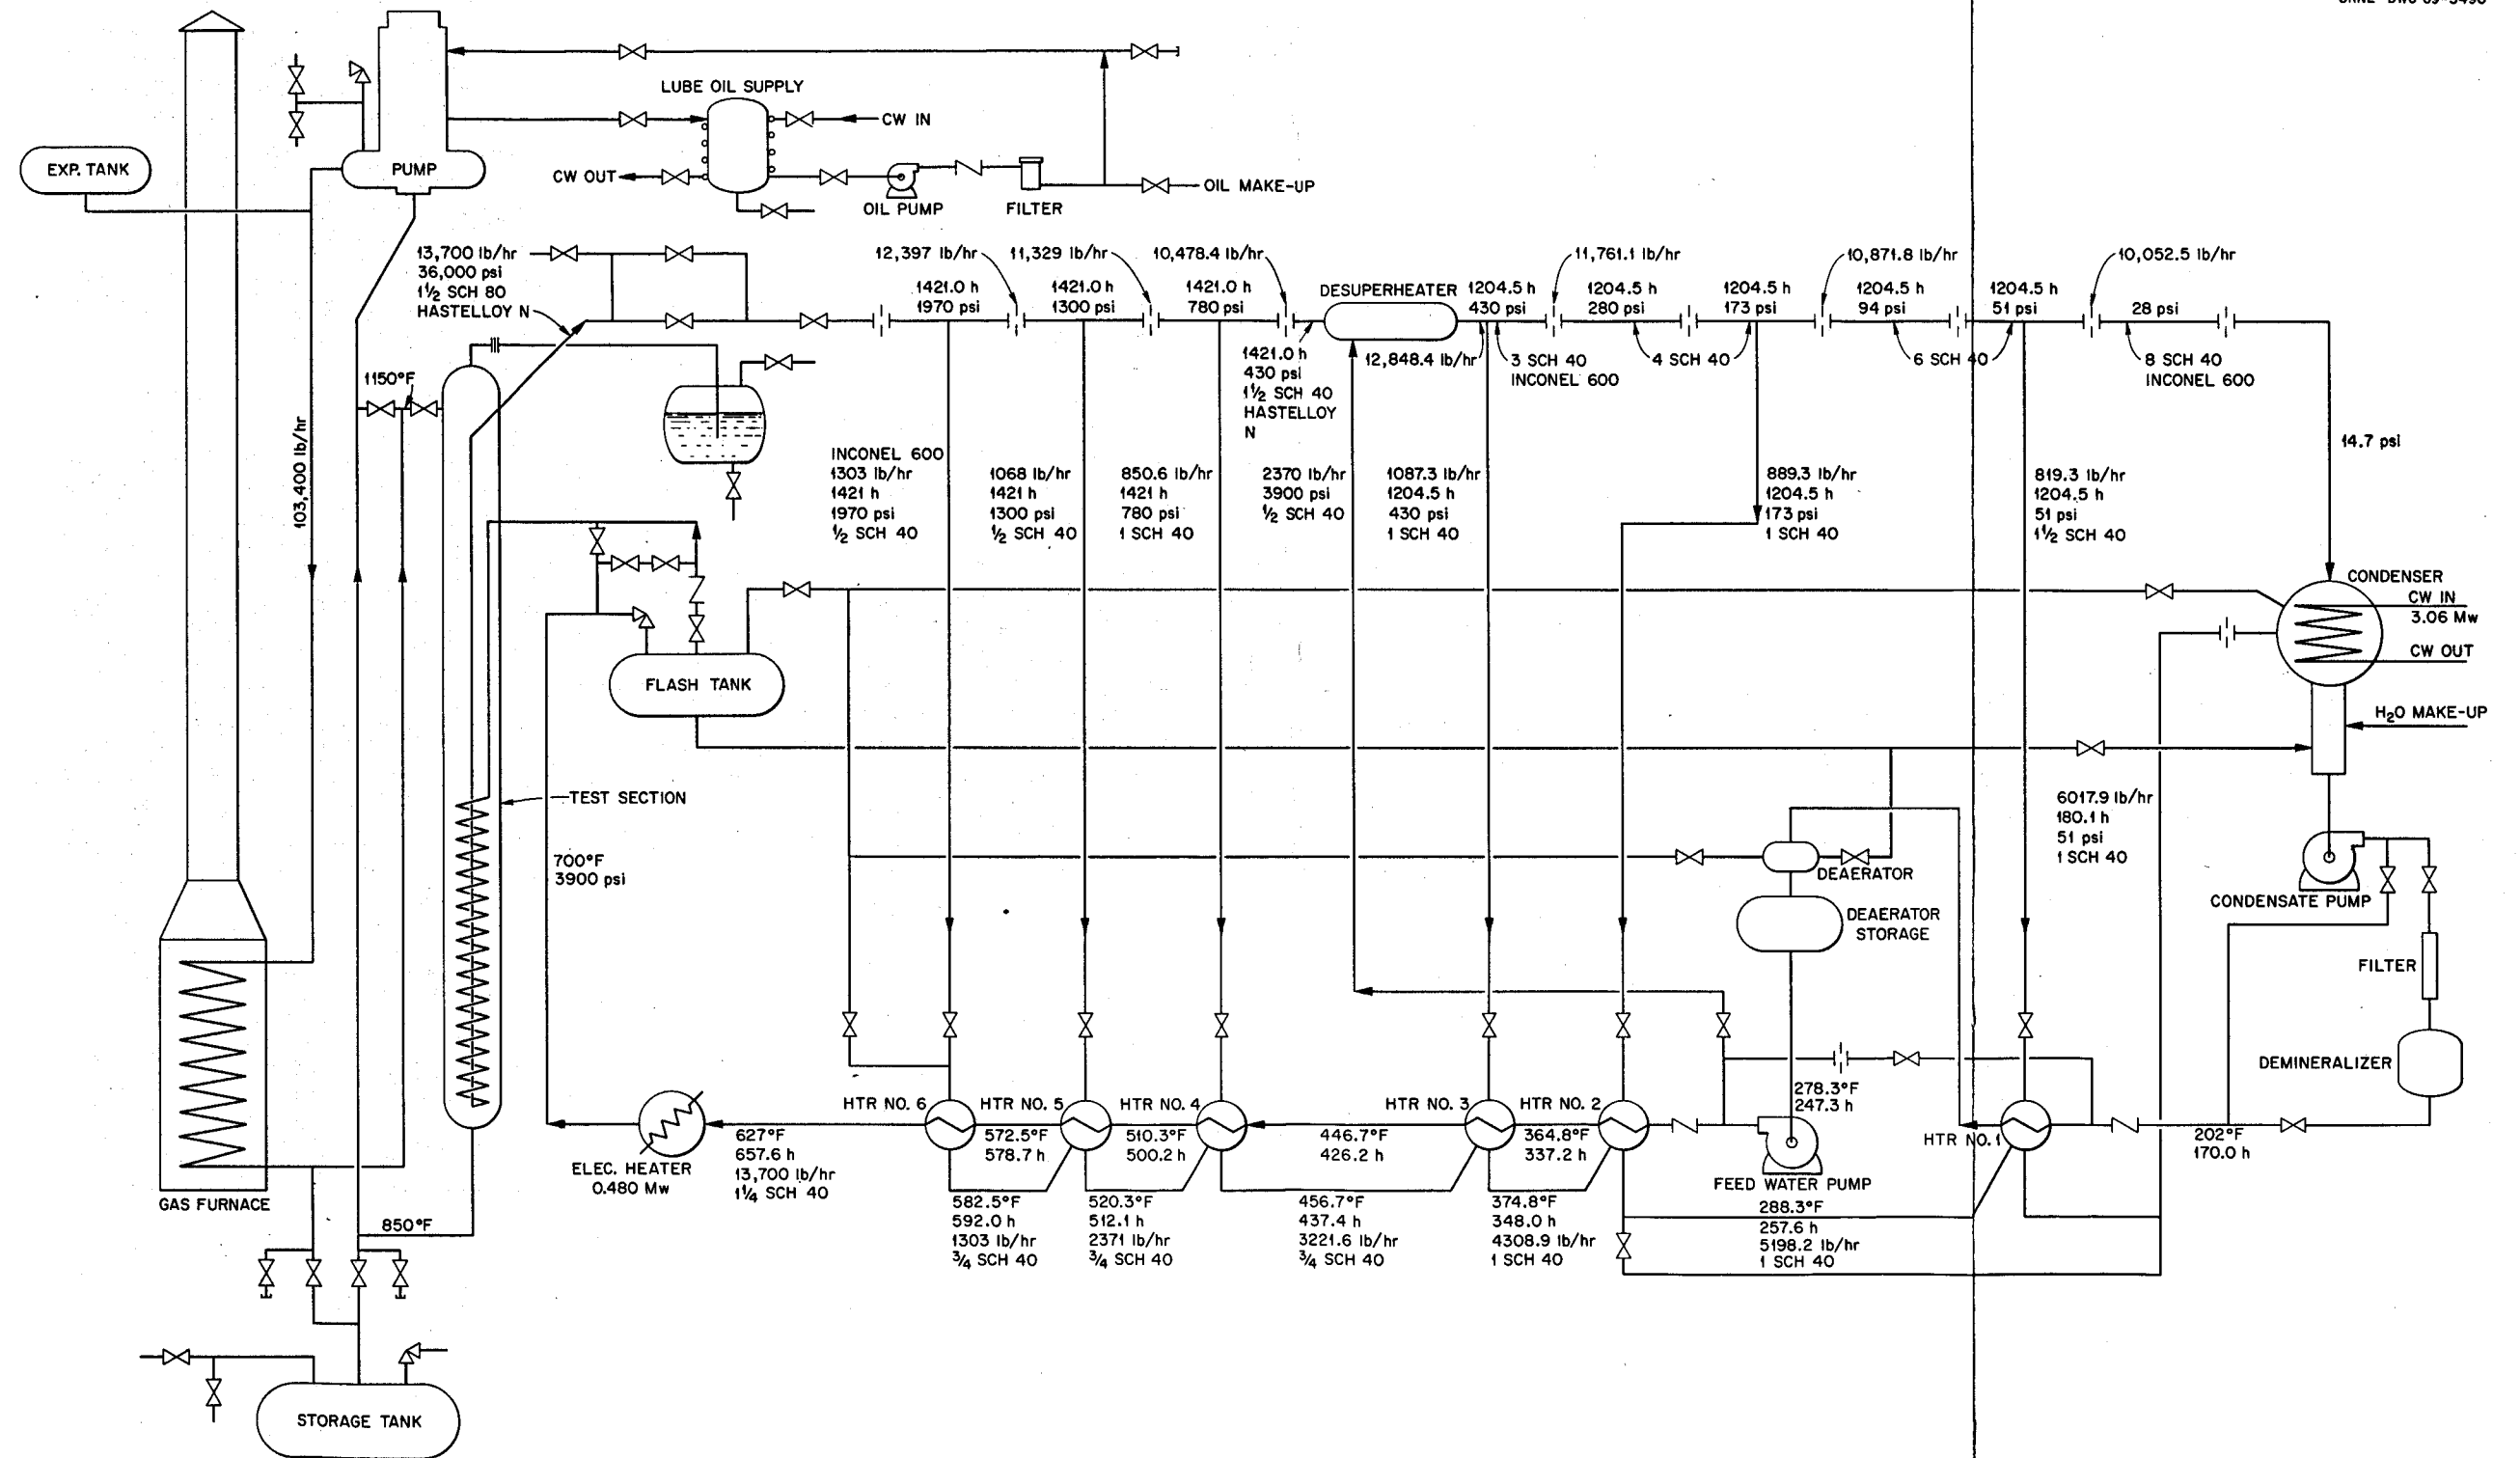 LUBE OIL SUPPLY
CW IN
EXP. TANK
PUMP
CW OUT
OIL MAKE-UP
OIL PUMP
FILTER
13,700 lb/hr
36,000 psi
1½ SCH 80
HASTELLOY N
12,397 lb/hr
11,329 lb/hr
10,478.4 lb/hr
11,761.1 lb/hr
10,871.8 lb/hr
10,052.5 lb/hr
1421.0 h
1970 psi
1421.0 h
1300 psi
1421.0 h
780 psi
DESUPERHEATER
1204.5 h
430 psi
1204.5 h
280 psi
1204.5 h
173 psi
1204.5 h
94 psi
1204.5 h
51 psi
28 psi
1421.0 h
430 psi
1½ SCH 40
HASTELLOY
N
12,848.4 lb/hr
3 SCH 40
INCONEL 600
4 SCH 40
6 SCH 40
8 SCH 40
INCONEL 600
1150°F
103,400 lb/hr
14.7 psi
INCONEL 600
1303 lb/hr
1421 h
1970 psi
½ SCH 40
1068 lb/hr
1421 h
1300 psi
½ SCH 40
850.6 lb/hr
1421 h
780 psi
1 SCH 40
2370 lb/hr
3900 psi
½ SCH 40
1087.3 lb/hr
1204.5 h
430 psi
1 SCH 40
889.3 lb/hr
1204.5 h
173 psi
1 SCH 40
819.3 lb/hr
1204.5 h
51 psi
1½ SCH 40
CONDENSER
CW IN
3.06 Mw
CW OUT
FLASH TANK
H₂O MAKE-UP
TEST SECTION
6017.9 lb/hr
180.1 h
51 psi
1 SCH 40
700°F
3900 psi
DEAERATOR
CONDENSATE PUMP
DEAERATOR
STORAGE
FILTER
DEMINERALIZER
278.3°F
247.3 h
HTR NO. 6
HTR NO. 5
HTR NO. 4
HTR NO. 3
HTR NO. 2
HTR NO. 1
627°F
657.6 h
13,700 lb/hr
1¼ SCH 40
572.5°F
578.7 h
510.3°F
500.2 h
446.7°F
426.2 h
364.8°F
337.2 h
202°F
170.0 h
ELEC. HEATER
0.480 Mw
FEED WATER PUMP
GAS FURNACE
850°F
582.5°F
592.0 h
1303 lb/hr
¾ SCH 40
520.3°F
512.1 h
2371 lb/hr
¾ SCH 40
456.7°F
437.4 h
3221.6 lb/hr
¾ SCH 40
374.8°F
348.0 h
4308.9 lb/hr
1 SCH 40
288.3°F
257.6 h
5198.2 lb/hr
1 SCH 40
STORAGE TANK